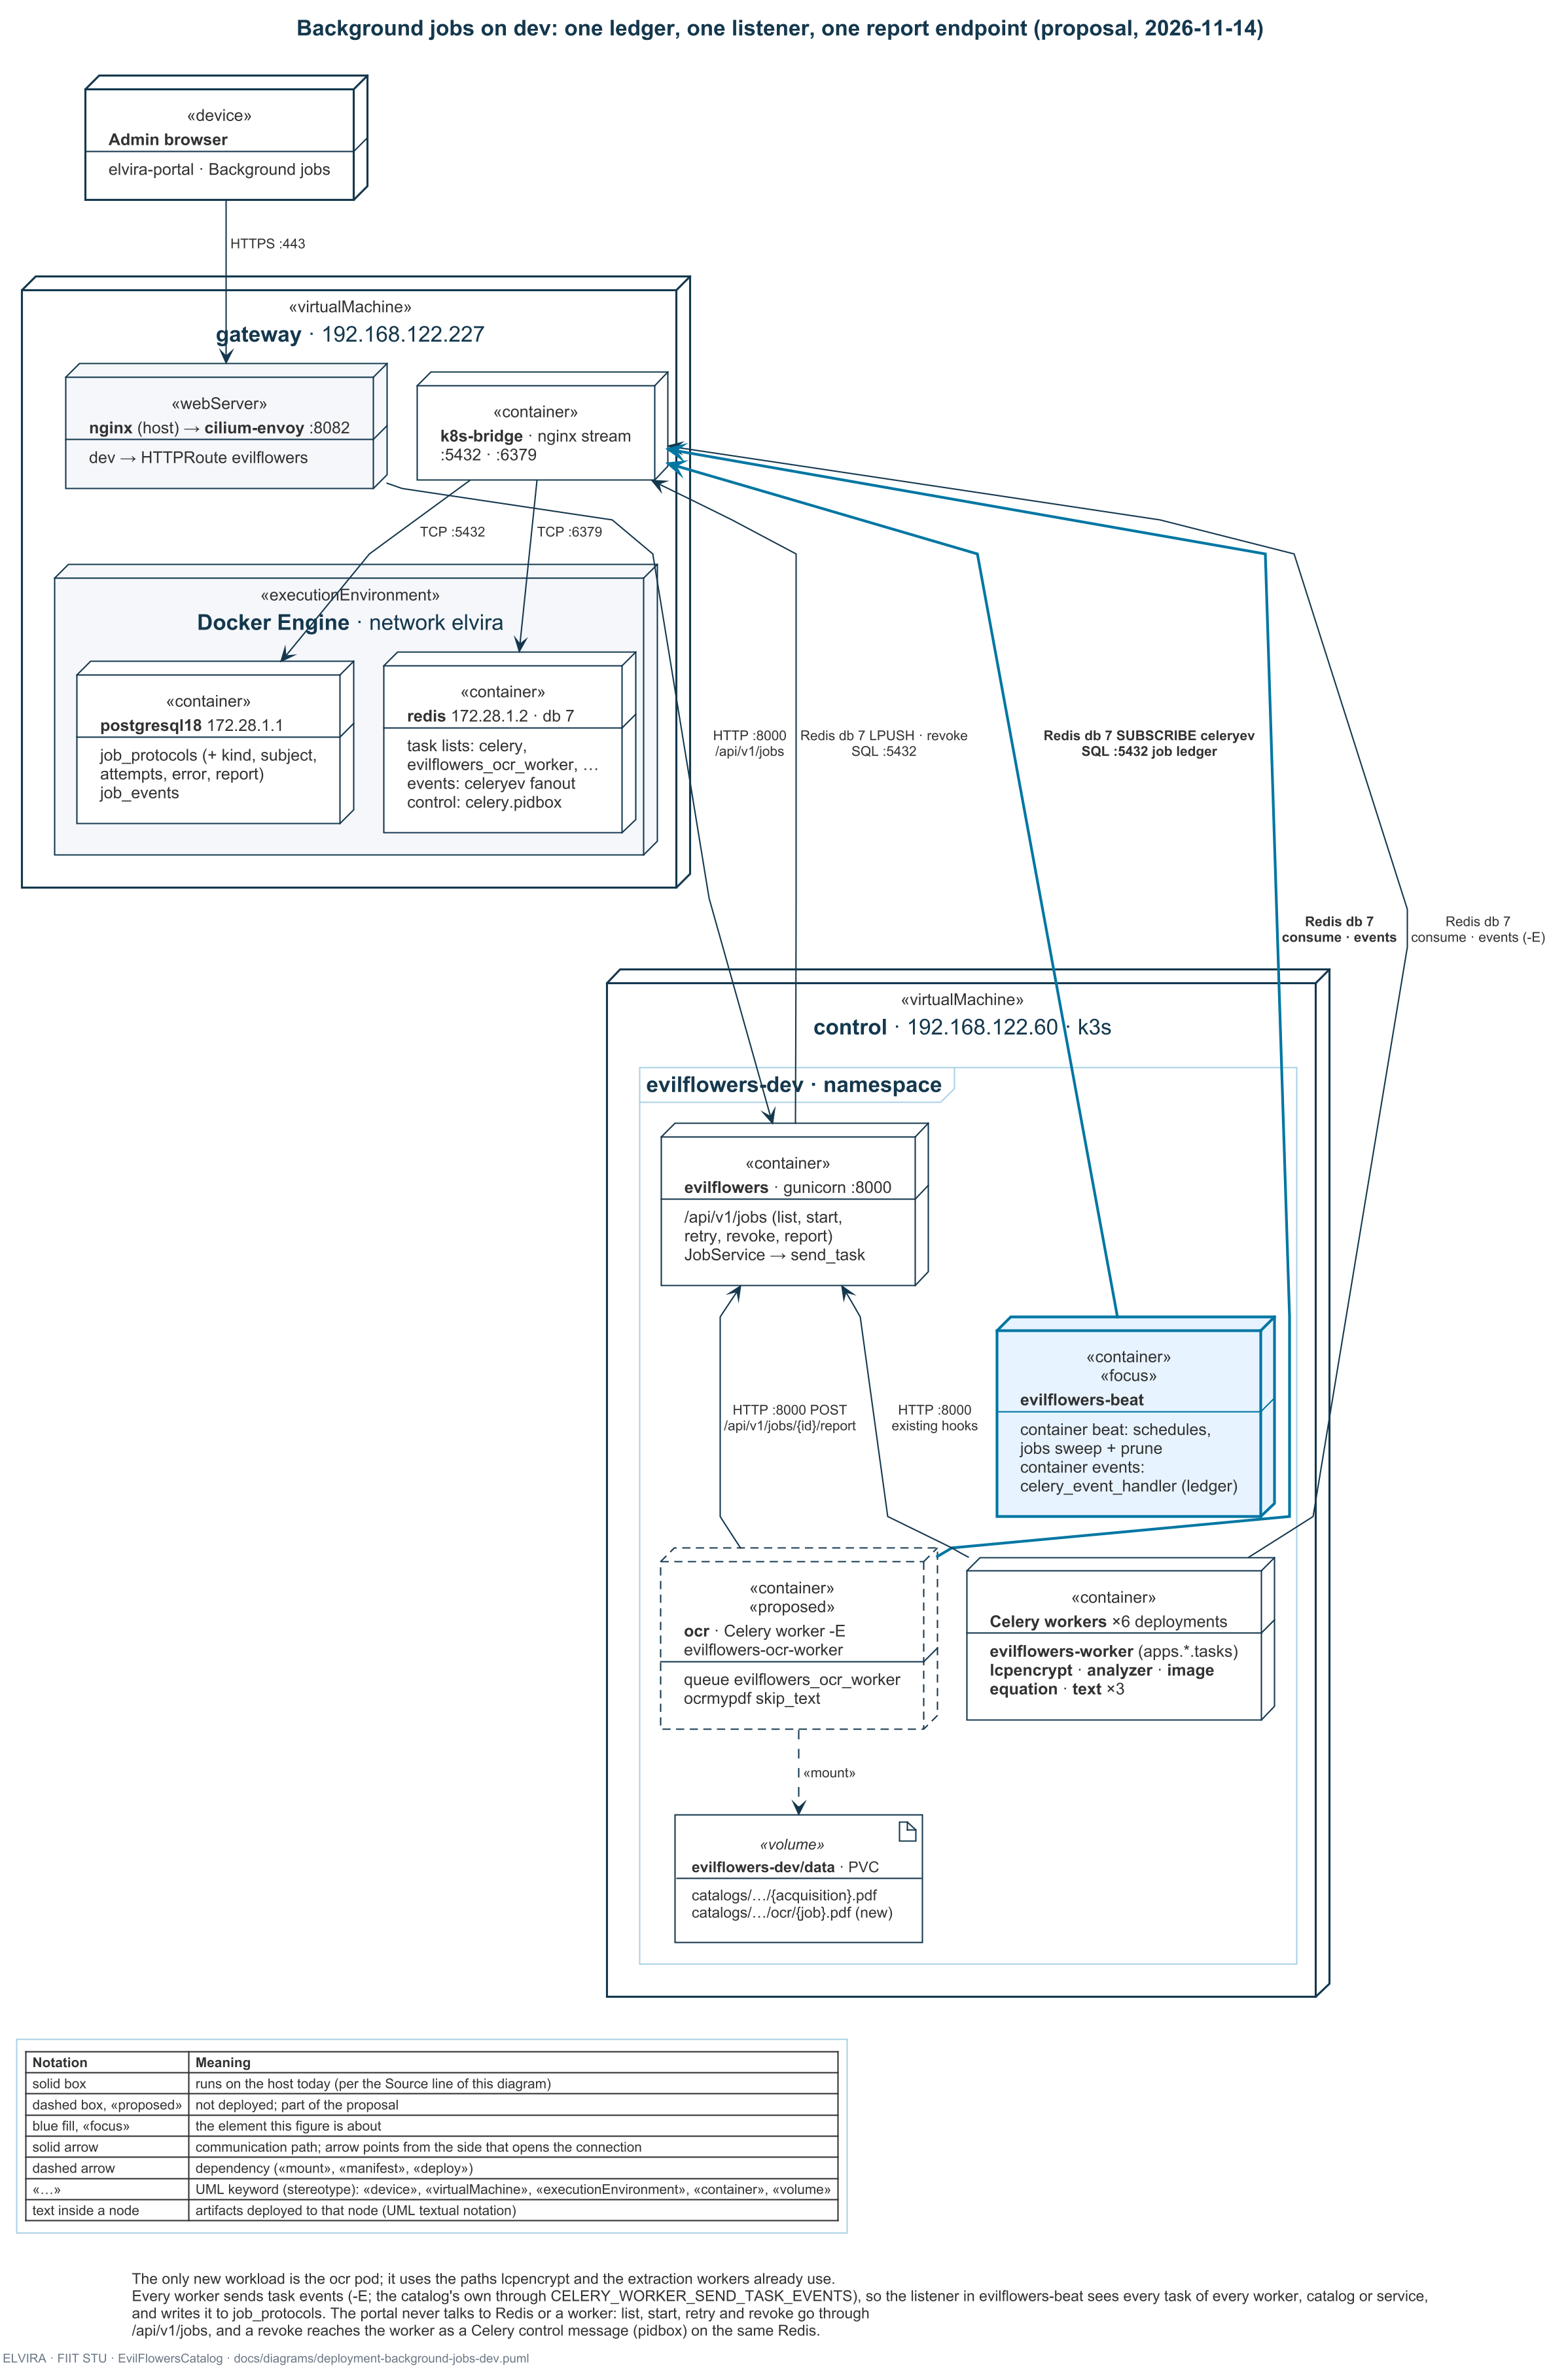 Background jobs on dev: one ledger, one listener, one report endpoint (proposal, 2026-11-14)
«device»
Admin browser
elvira-portal · Background jobs
HTTPS :443
«virtualMachine»
gateway · 192.168.122.227
«webServer»
nginx (host) → cilium-envoy :8082
dev → HTTPRoute evilflowers
«container»
k8s-bridge · nginx stream
:5432 · :6379
TCP :5432
TCP :6379
«executionEnvironment»
Docker Engine · network elvira
«container»
postgresql18 172.28.1.1
job_protocols (+ kind, subject,
attempts, error, report)
job_events
«container»
redis 172.28.1.2 · db 7
task lists: celery,
evilflowers_ocr_worker, …
events: celeryev fanout
control: celery.pidbox
HTTP :8000
/api/v1/jobs
Redis db 7 LPUSH · revoke
SQL :5432
Redis db 7 SUBSCRIBE celeryev
SQL :5432 job ledger
Redis db 7
consume · events
Redis db 7
consume · events (-E)
«virtualMachine»
control · 192.168.122.60 · k3s
evilflowers-dev · namespace
«container»
evilflowers · gunicorn :8000
/api/v1/jobs (list, start,
retry, revoke, report)
JobService → send_task
HTTP :8000 POST
/api/v1/jobs/{id}/report
HTTP :8000
existing hooks
«container»
«focus»
evilflowers-beat
container beat: schedules,
jobs sweep + prune
container events:
celery_event_handler (ledger)
«container»
«proposed»
ocr · Celery worker -E
evilflowers-ocr-worker
queue evilflowers_ocr_worker
ocrmypdf skip_text
«container»
Celery workers ×6 deployments
evilflowers-worker (apps.*.tasks)
lcpencrypt · analyzer · image
equation · text ×3
«mount»
«volume»
evilflowers-dev/data · PVC
catalogs/…/{acquisition}.pdf
catalogs/…/ocr/{job}.pdf (new)
Notation Meaning
solid box runs on the host today (per the Source line of this diagram)
dashed box, «proposed» not deployed; part of the proposal
blue fill, «focus» the element this figure is about
solid arrow communication path; arrow points from the side that opens the connection
dashed arrow dependency («mount», «manifest», «deploy»)
«…» UML keyword (stereotype): «device», «virtualMachine», «executionEnvironment», «container», «volume»
text inside a node artifacts deployed to that node (UML textual notation)
The only new workload is the ocr pod; it uses the paths lcpencrypt and the extraction workers already use.
Every worker sends task events (-E; the catalog's own through CELERY_WORKER_SEND_TASK_EVENTS), so the listener in evilflowers-beat sees every task of every worker, catalog or service,
and writes it to job_protocols. The portal never talks to Redis or a worker: list, start, retry and revoke go through
/api/v1/jobs, and a revoke reaches the worker as a Celery control message (pidbox) on the same Redis.
ELVIRA · FIIT STU · EvilFlowersCatalog · docs/diagrams/deployment-background-jobs-dev.puml